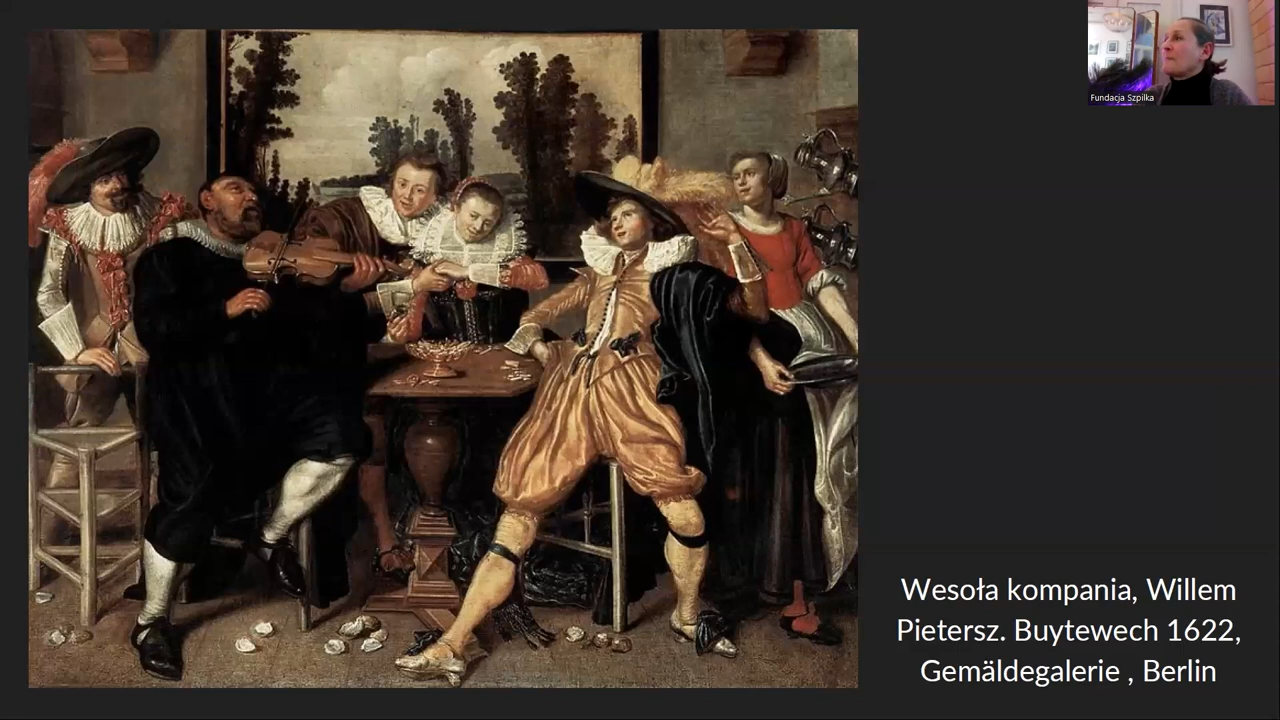 Fundacja Szpilka
Wesoła kompania, Willem
Pietersz. Buytewech 1622,
Gemäldegalerie , Berlin